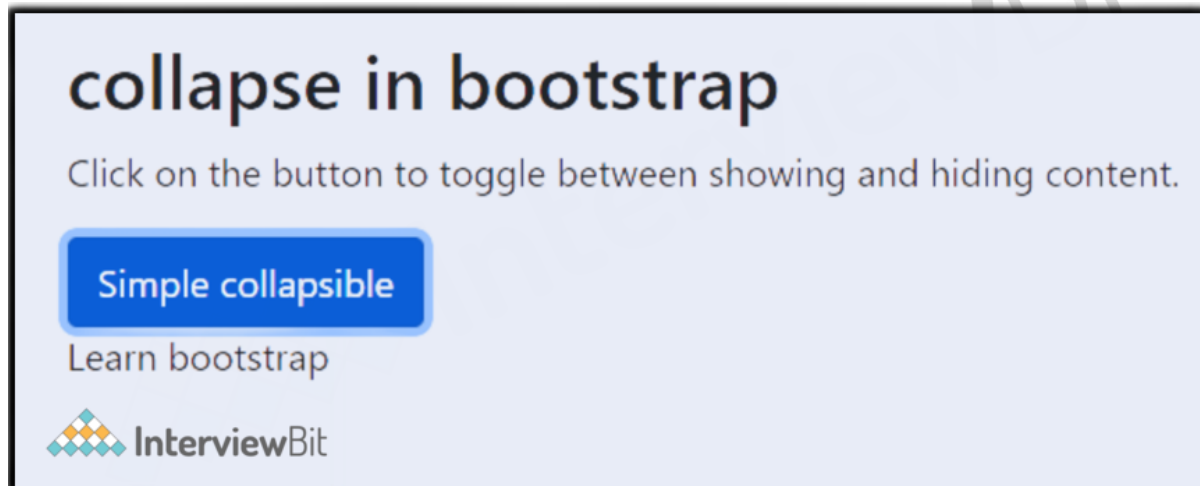 collapse in bootstrap
Click on the button to toggle between showing and hiding content.
Simple collapsible
Learn bootstrap
InterviewBit